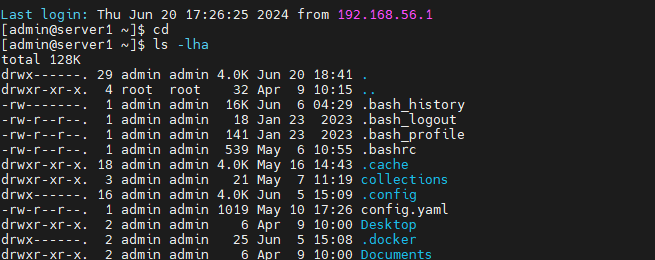 Last login: Thu Jun 20 17:26:25 2024 from 192.168.56.1
[admin@server1 ~]$ cd
[admin@server1 ~]$ ls -lha
total 128K
drwx------. 29 admin admin 4.0K Jun 20 18:41 .
drwxr-xr-x.  4 root  root    32 Apr  9 10:15 ..
-rw-------.  1 admin admin  16K Jun  6 04:29 .bash_history
-rw-r--r--.  1 admin admin   18 Jan 23  2023 .bash_logout
-rw-r--r--.  1 admin admin  141 Jan 23  2023 .bash_profile
-rw-r--r--.  1 admin admin  539 May  6 10:55 .bashrc
drwxr-xr-x. 18 admin admin 4.0K May 16 14:43 .cache
drwxr-xr-x.  3 admin admin   21 May  7 11:19 collections
drwx------. 16 admin admin 4.0K Jun  5 15:09 .config
-rw-r--r--.  1 admin admin 1019 May 10 17:26 config.yaml
drwxr-xr-x.  2 admin admin    6 Apr  9 10:00 Desktop
drwx------.  2 admin admin   25 Jun  5 15:08 .docker
drwxr-xr-x.  2 admin admin    6 Apr  9 10:00 Documents